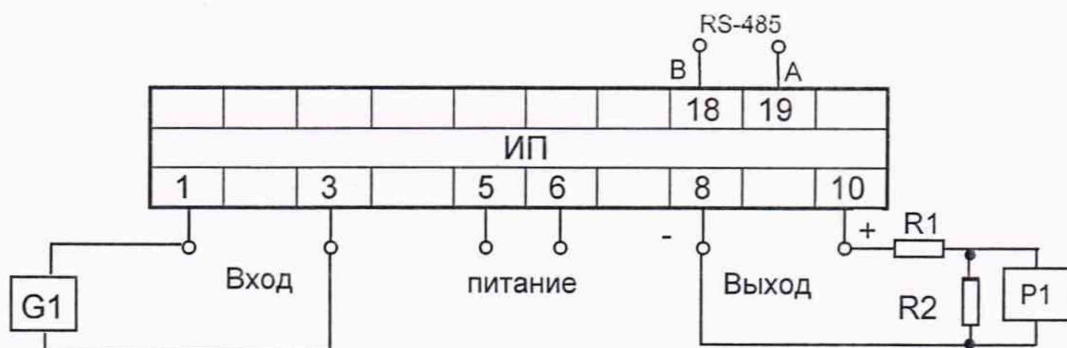 RS-485
B A
18 19
ИП
1 3 5 6 8 10
- + R1
Вход питание Выход
G1 R2 P1